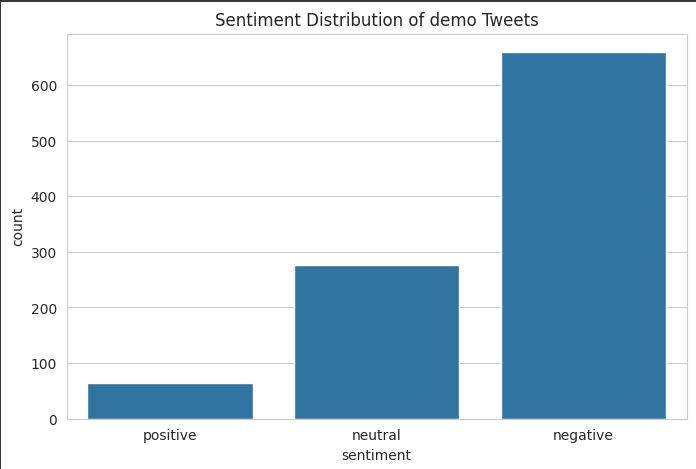 Sentiment Distribution of demo Tweets
count
600
500
400
300
200
100
0
positive neutral negative
sentiment